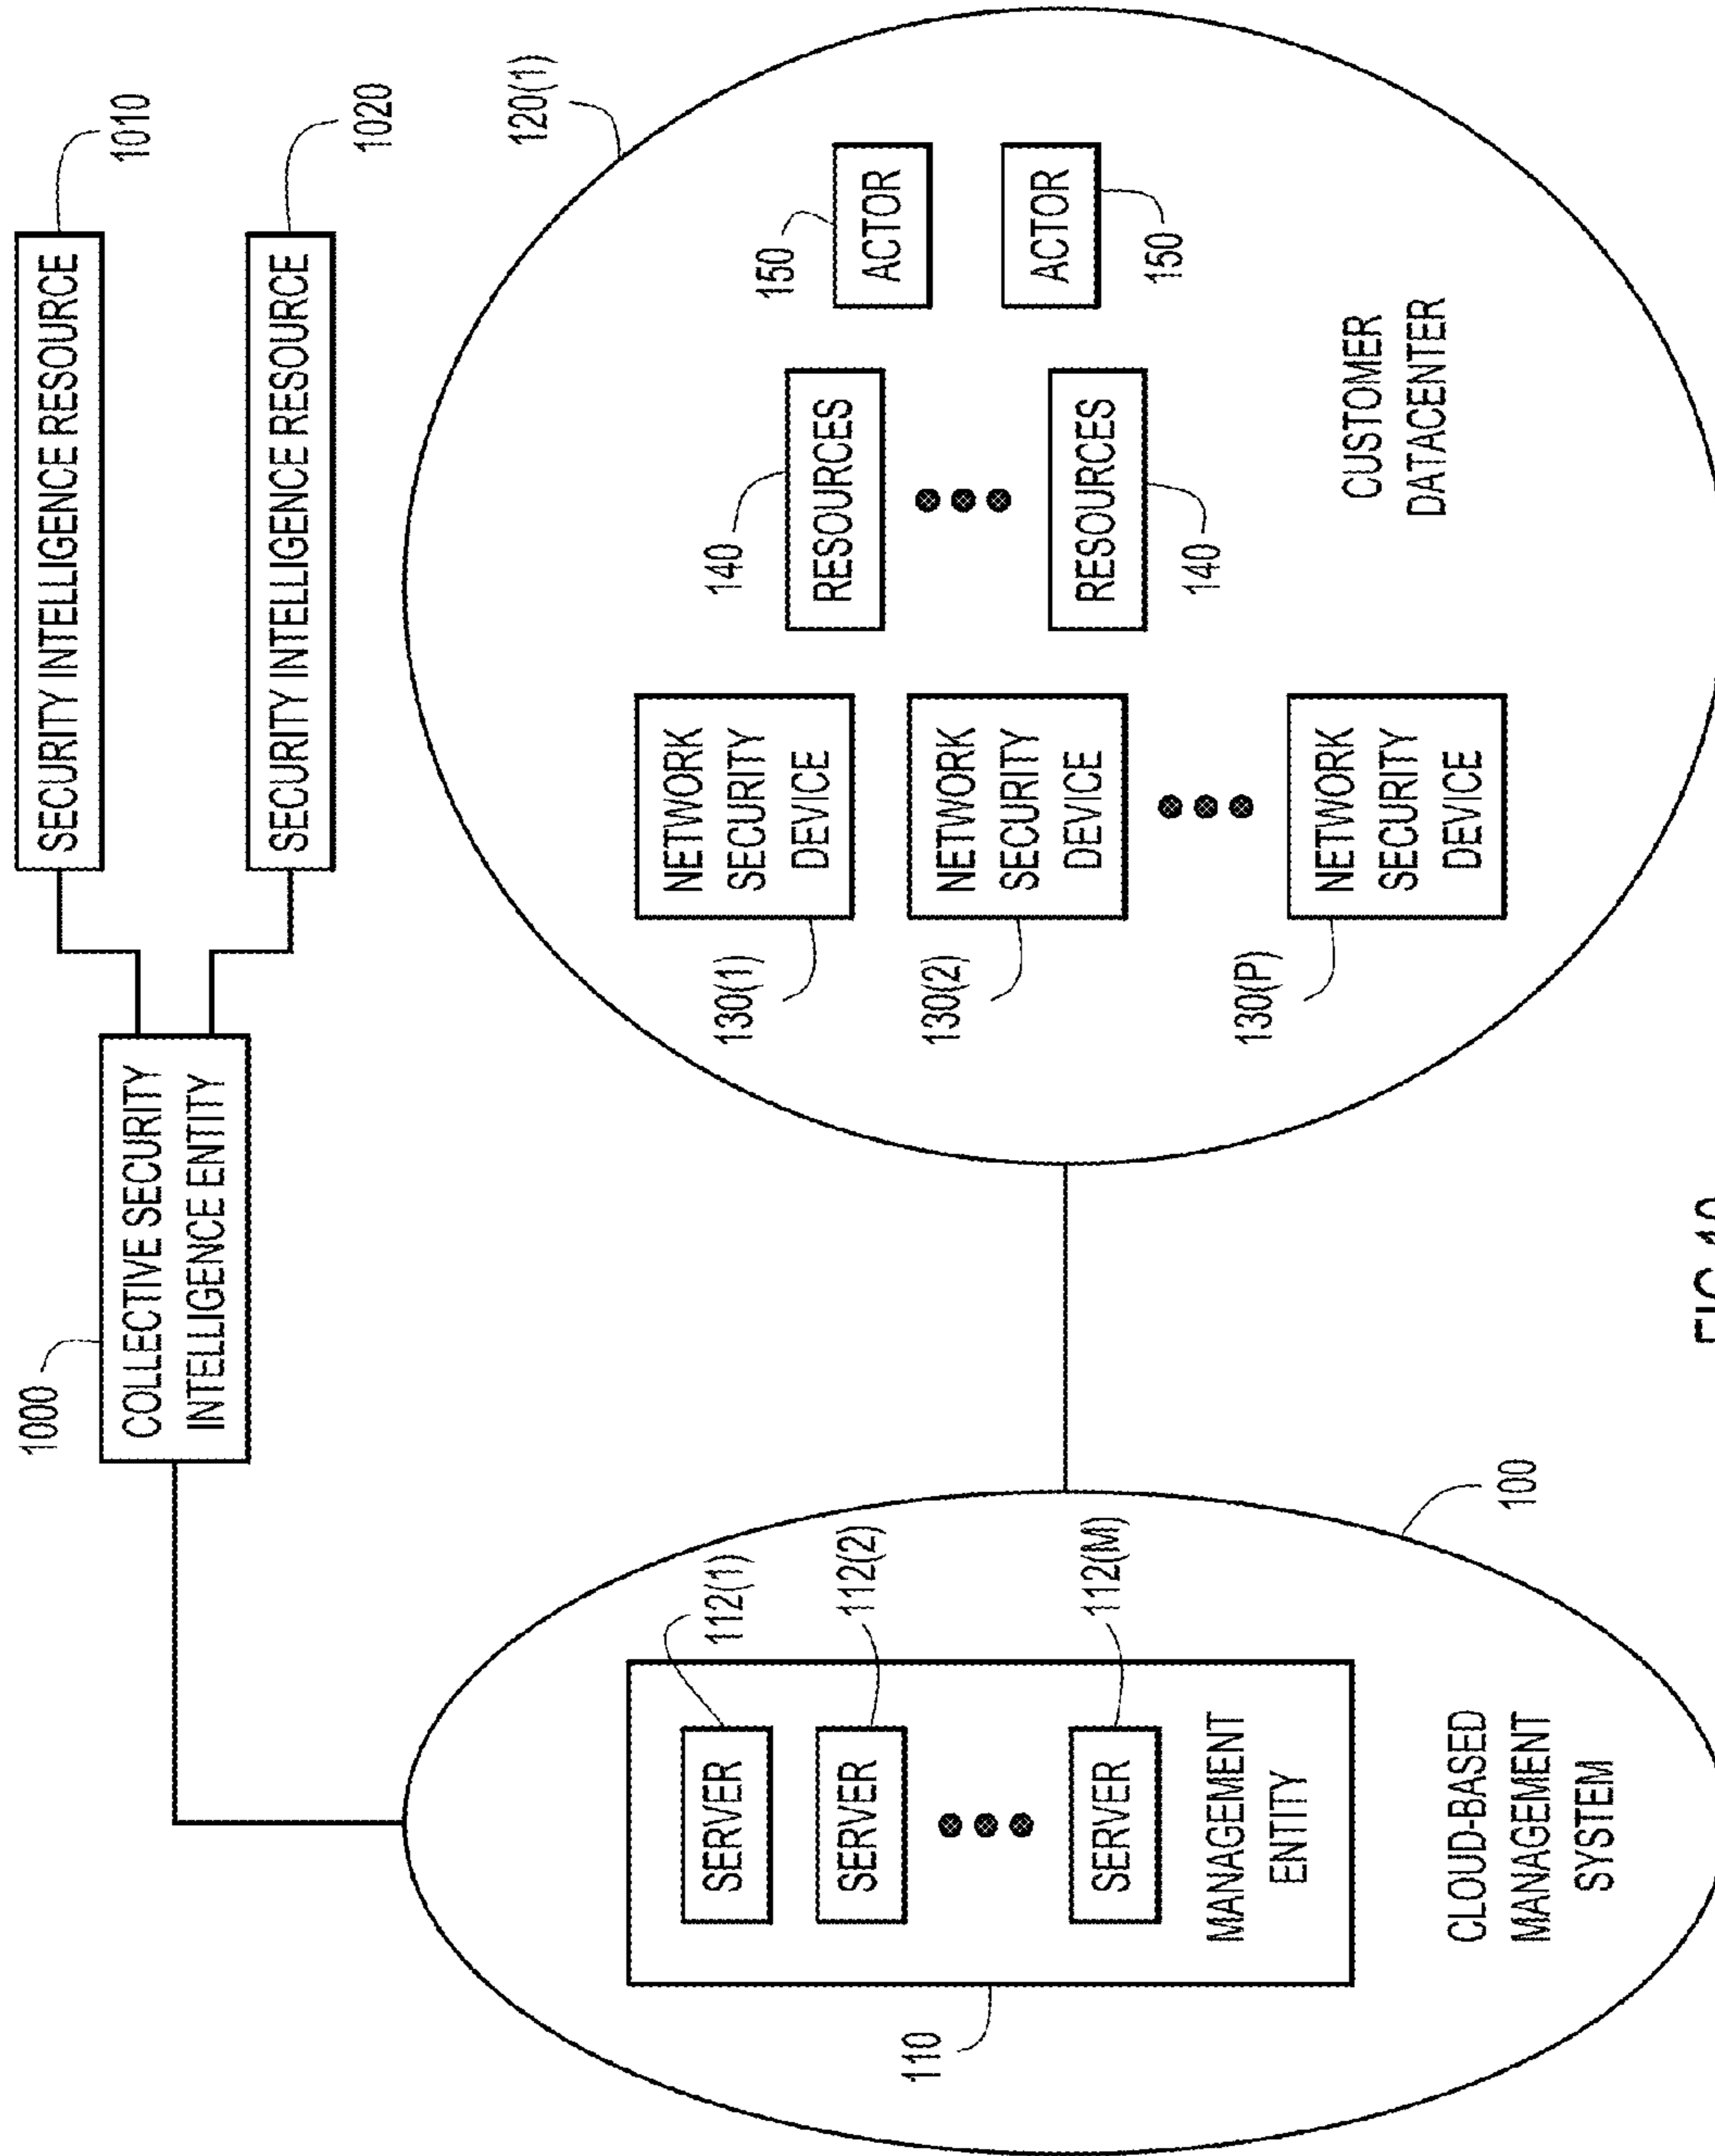 1000
COLLECTIVE SECURITY
INTELLIGENCE ENTITY
SECURITY INTELLIGENCE RESOURCE
1010
SECURITY INTELLIGENCE RESOURCE
1020
100
110
SERVER
112(1)
SERVER
112(2)
SERVER
112(M)
MANAGEMENT
ENTITY
CLOUD-BASED
MANAGEMENT
SYSTEM
120(1)
130(1)
NETWORK
SECURITY
DEVICE
130(2)
NETWORK
SECURITY
DEVICE
130(P)
NETWORK
SECURITY
DEVICE
140
RESOURCES
140
RESOURCES
150
ACTOR
150
ACTOR
CUSTOMER
DATACENTER